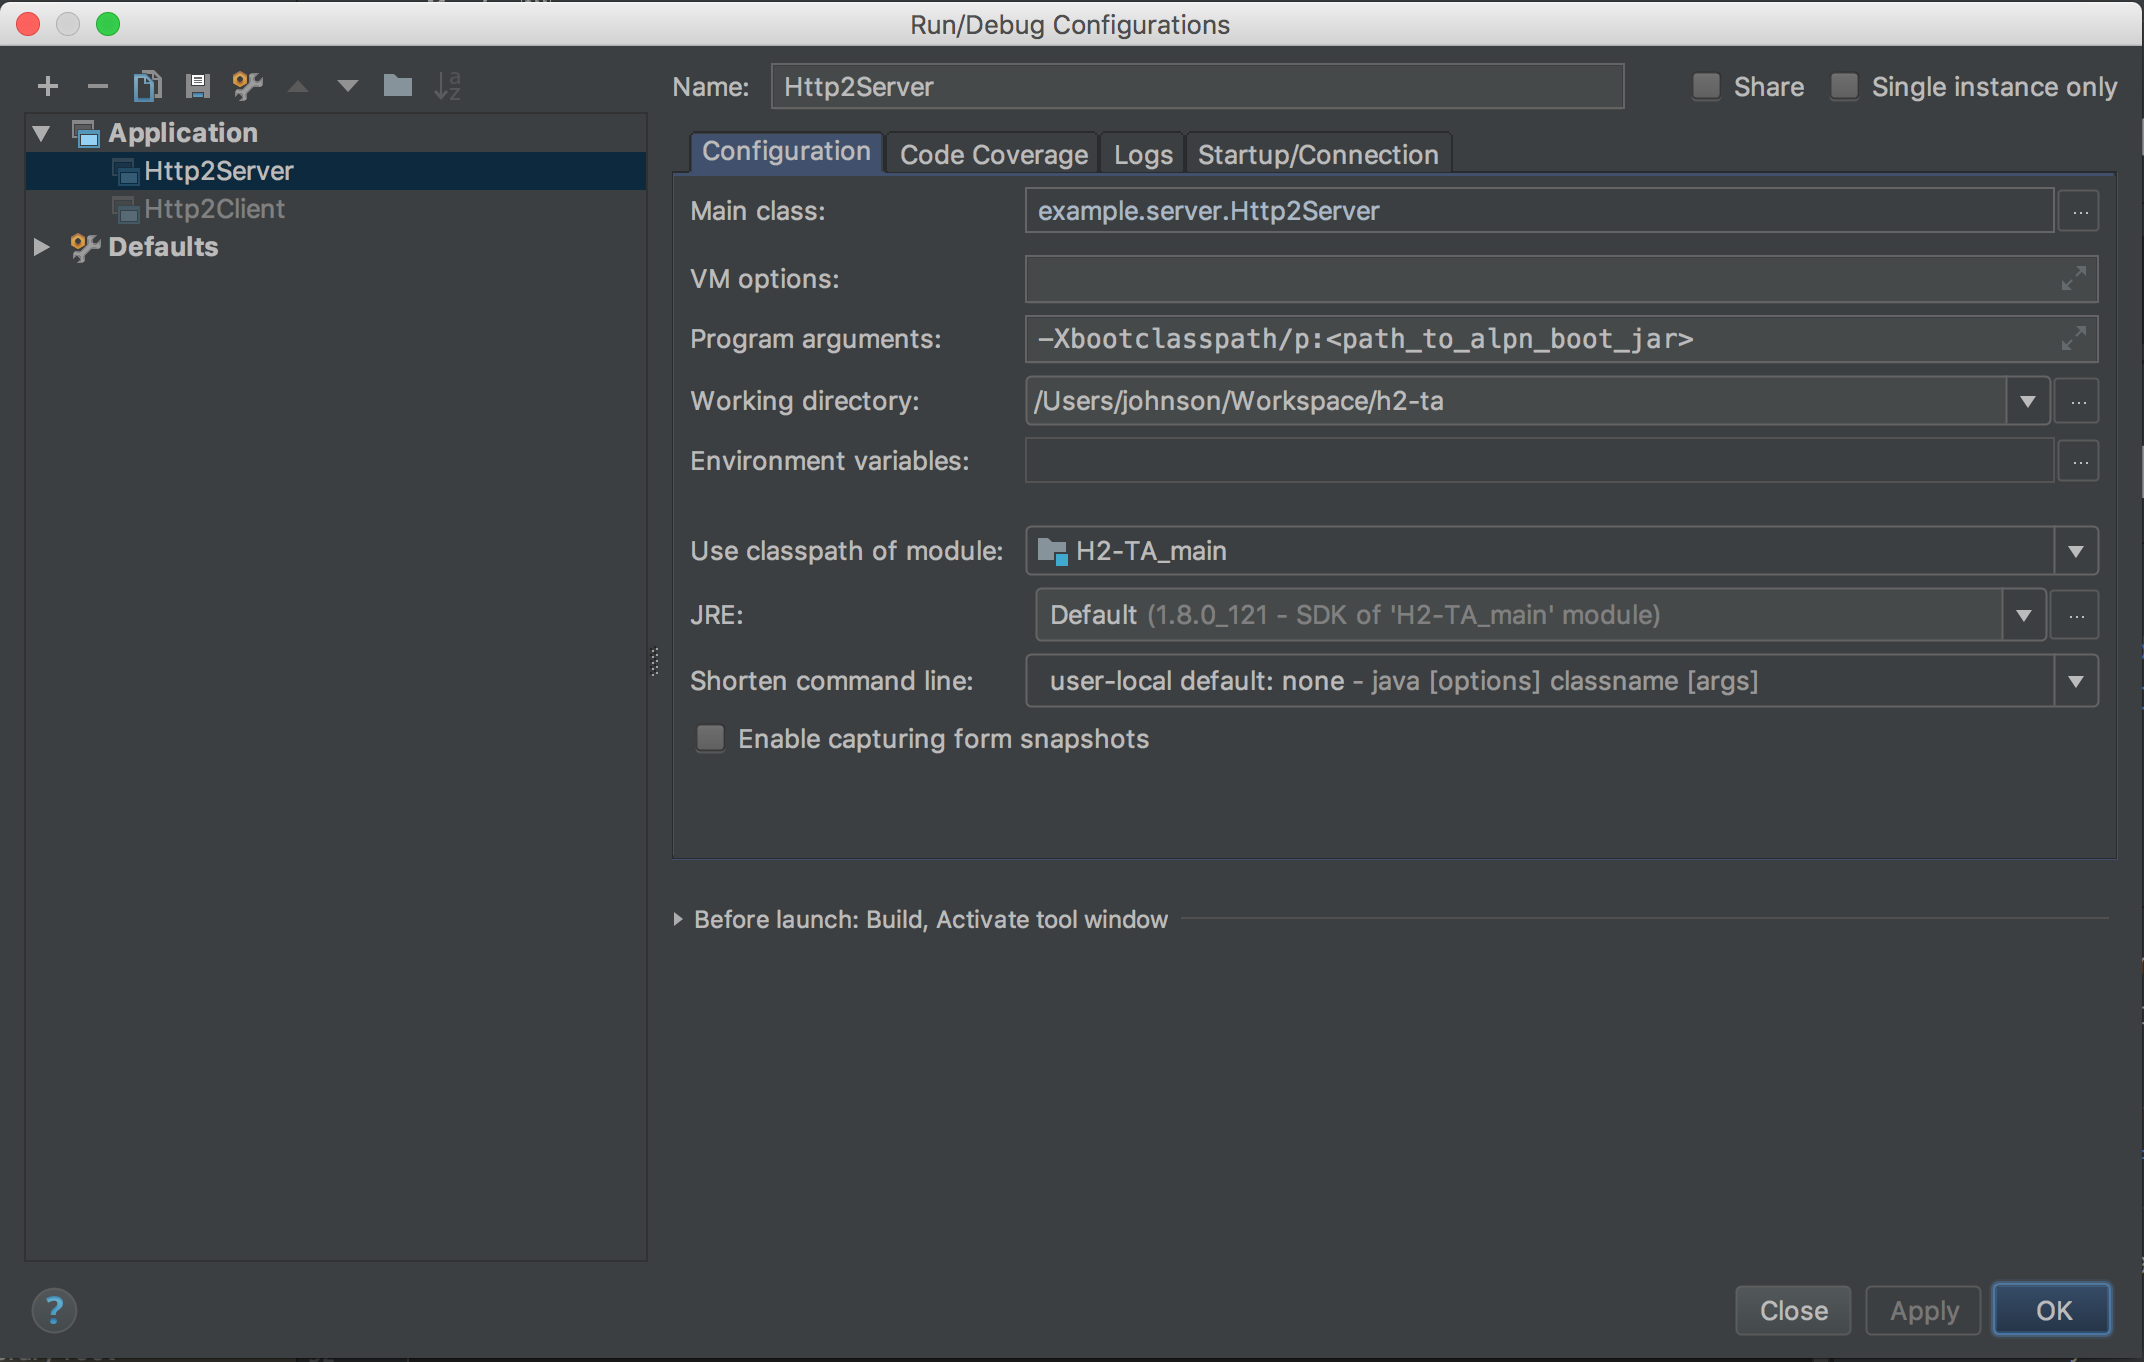 Run/Debug Configurations
Name: Http2Server Share Single instance only
Application
Http2Server
Http2Client
Defaults
Configuration Code Coverage Logs Startup/Connection
Main class: example.server.Http2Server ...
VM options:
Program arguments: -Xbootclasspath/p:<path_to_alpn_boot_jar>
Working directory: /Users/johnson/Workspace/h2-ta ...
Environment variables: ...
Use classpath of module: H2-TA_main
JRE: Default (1.8.0_121 - SDK of 'H2-TA_main' module) ...
Shorten command line: user-local default: none - java [options] classname [args]
Enable capturing form snapshots
Before launch: Build, Activate tool window
? Close Apply OK